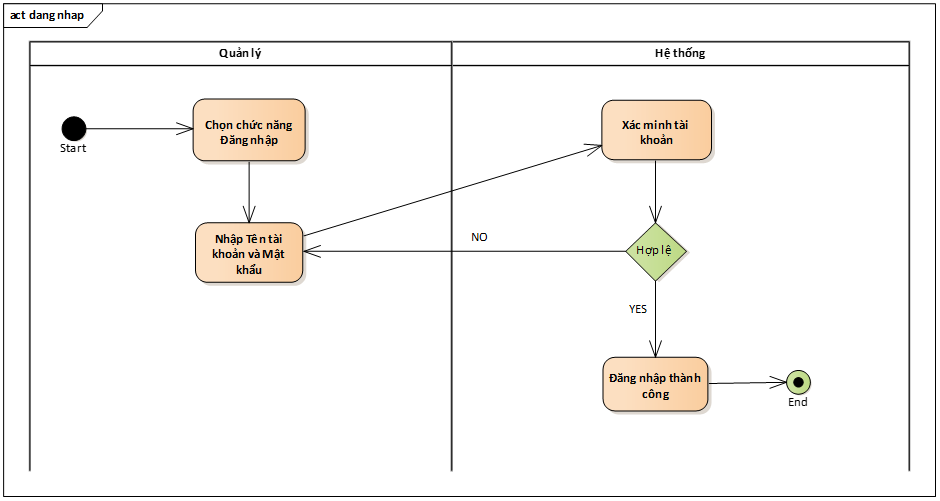 act dang nhap
Quản lý
Hệ thống
Start
Chọn chức năng
Đăng nhập
Xác minh tài
khoản
Nhập Tên tài
khoản và Mật
khẩu
NO
Hợp lệ
YES
Đăng nhập thành
công
End